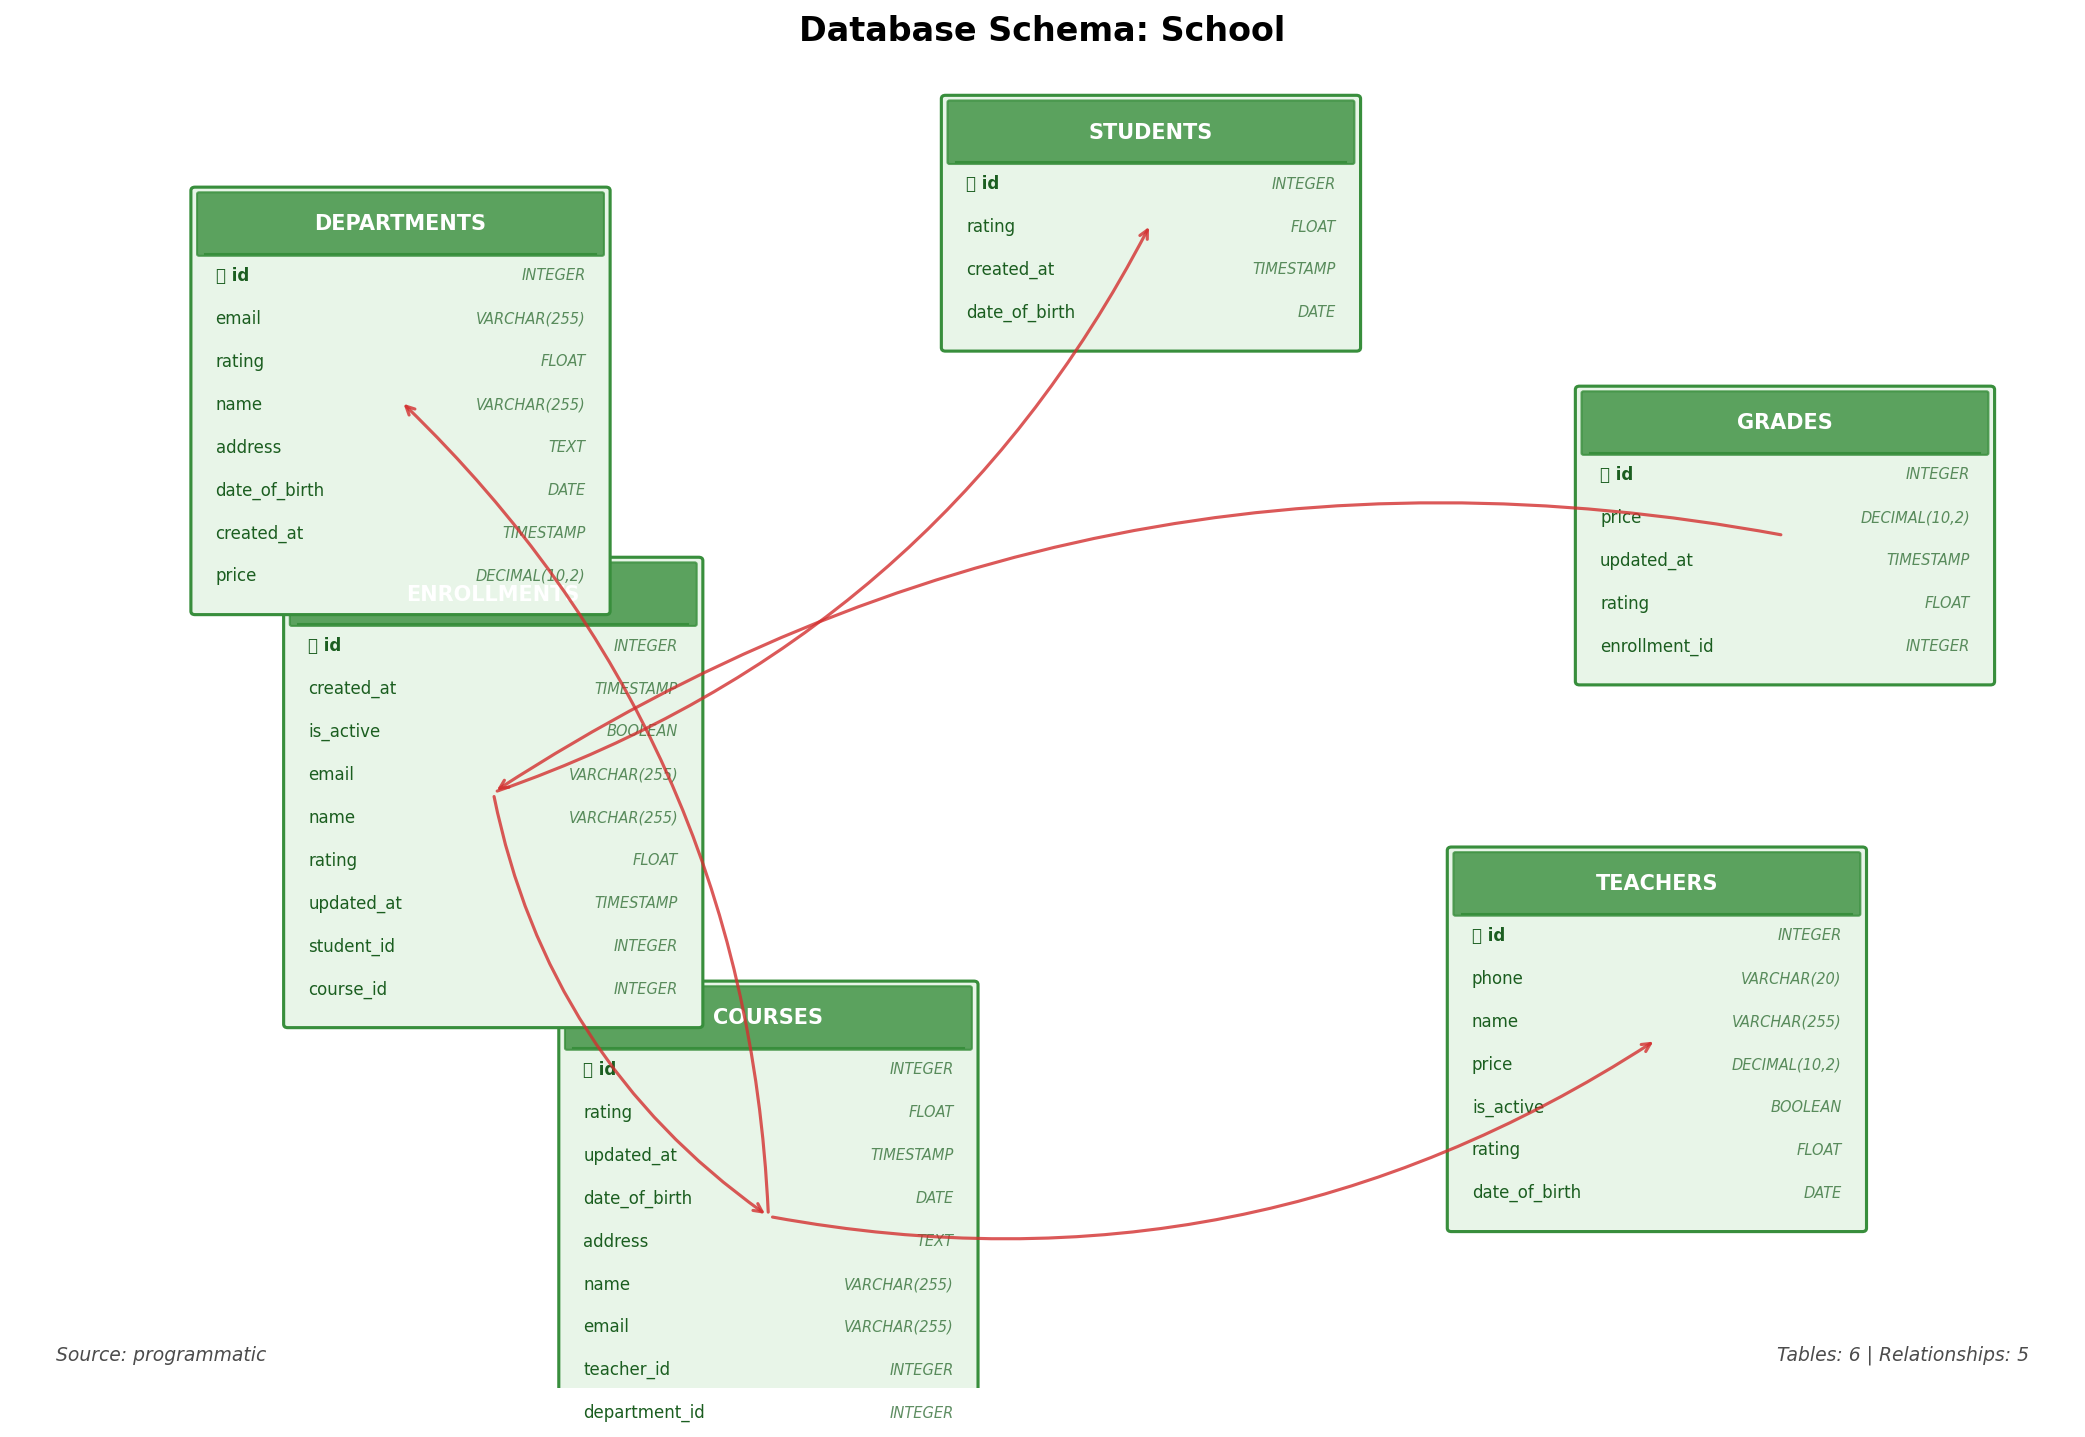 Database Schema: School
STUDENTS
id INTEGER
rating FLOAT
created_at TIMESTAMP
date_of_birth DATE
DEPARTMENTS
id INTEGER
email VARCHAR(255)
rating FLOAT
name VARCHAR(255)
address TEXT
date_of_birth DATE
created_at TIMESTAMP
price DECIMAL(10,2)
GRADES
id INTEGER
price DECIMAL(10,2)
updated_at TIMESTAMP
rating FLOAT
enrollment_id INTEGER
ENROLLMENTS
id INTEGER
created_at TIMESTAMP
is_active BOOLEAN
email VARCHAR(255)
name VARCHAR(255)
rating FLOAT
updated_at TIMESTAMP
student_id INTEGER
course_id INTEGER
TEACHERS
id INTEGER
phone VARCHAR(20)
name VARCHAR(255)
price DECIMAL(10,2)
is_active BOOLEAN
rating FLOAT
date_of_birth DATE
COURSES
id INTEGER
rating FLOAT
updated_at TIMESTAMP
date_of_birth DATE
address TEXT
name VARCHAR(255)
email VARCHAR(255)
teacher_id INTEGER
department_id INTEGER
Source: programmatic
Tables: 6 | Relationships: 5